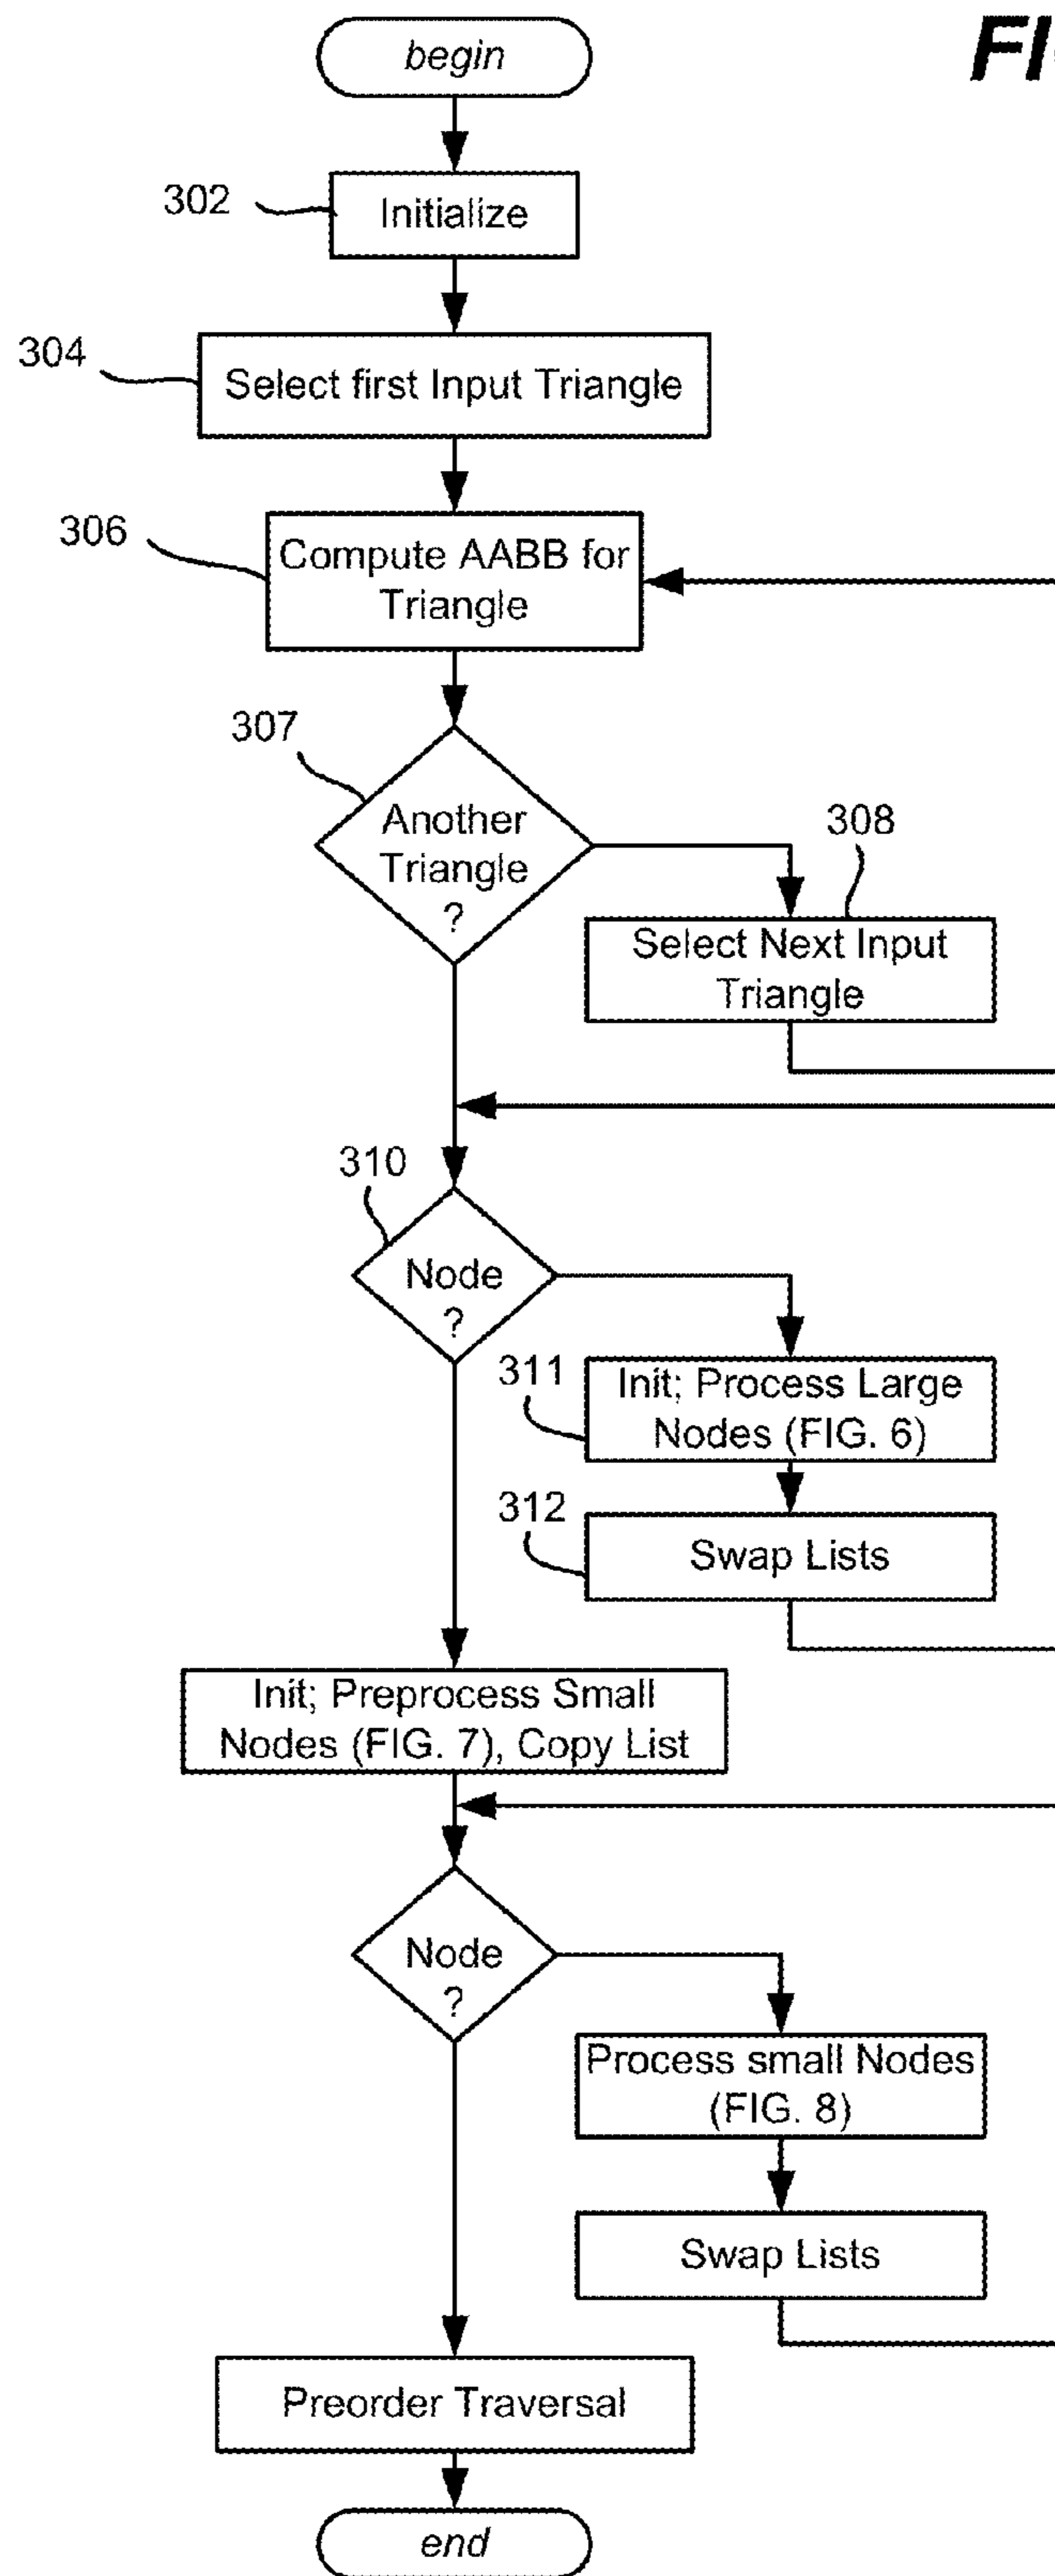 FI
begin
302
Initialize
304
Select first Input Triangle
306
Compute AABB for
Triangle
307
Another
Triangle
?
308
Select Next Input
Triangle
310
Node
?
311
Init; Process Large
Nodes (FIG. 6)
312
Swap Lists
Init; Preprocess Small
Nodes (FIG. 7), Copy List
Node
?
Process small Nodes
(FIG. 8)
Swap Lists
Preorder Traversal
end